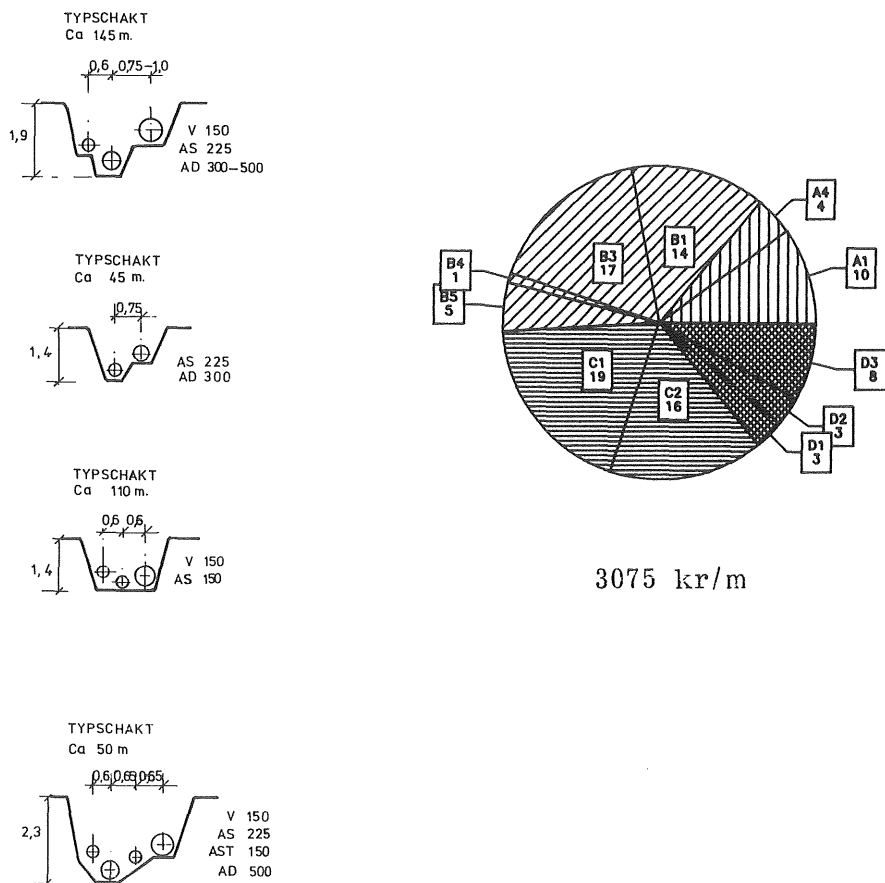 TYPSCHAKT
Ca 145 m.
0,6 0,75-1,0
1,9
V 150
AS 225
AD 300-500
TYPSCHAKT
Ca 45 m.
0,75
1,4
AS 225
AD 300
TYPSCHAKT
Ca 110 m.
0,6 0,6
1,4
V 150
AS 150
TYPSCHAKT
Ca 50 m
0,6 0,65 0,65
2,3
V 150
AS 225
AST 150
AD 500
A4
4
A1
10
B1
14
B3
17
B4
1
B5
5
C1
19
C2
16
D3
8
D2
3
D1
3
3075 kr/m